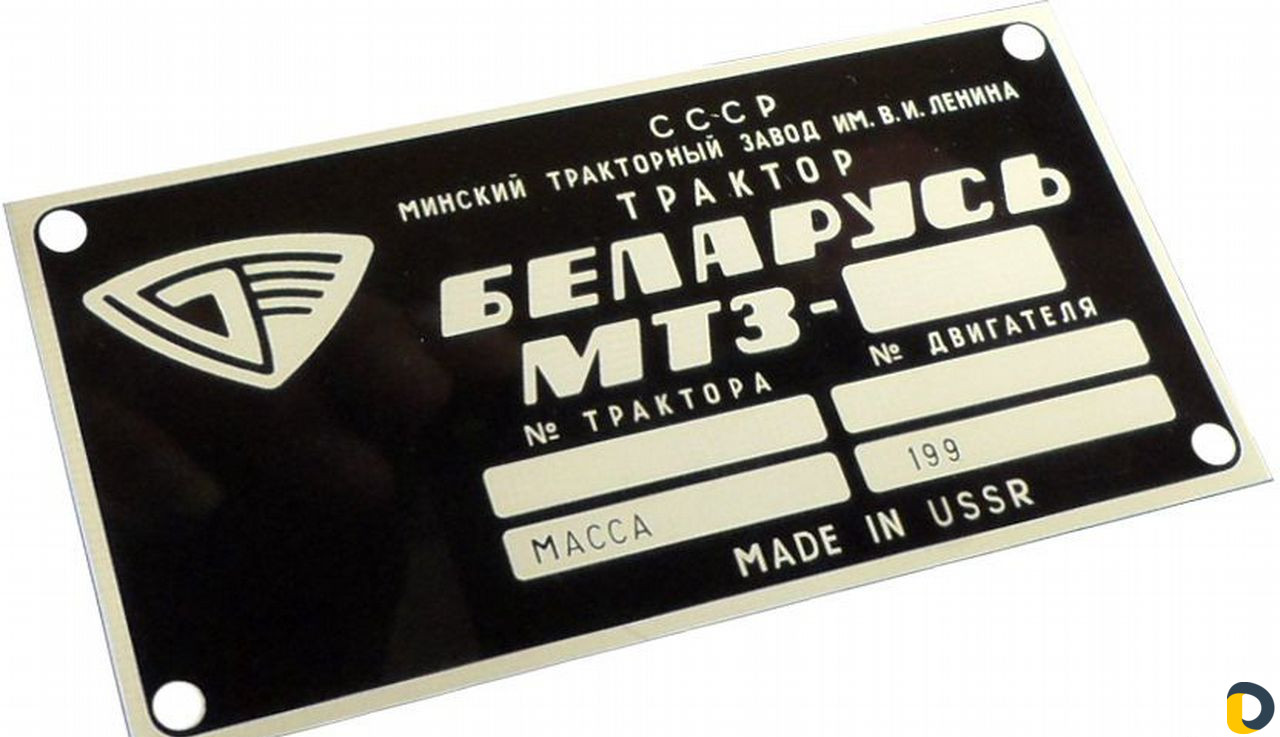 СССР
МИНСКИЙ ТРАКТОРНЫЙ ЗАВОД ИМ. В. И. ЛЕНИНА
ТРАКТОР
БЕЛАРУСЬ
МТЗ-
№ ТРАКТОРА
№ ДВИГАТЕЛЯ
МАССА
199
MADE IN USSR